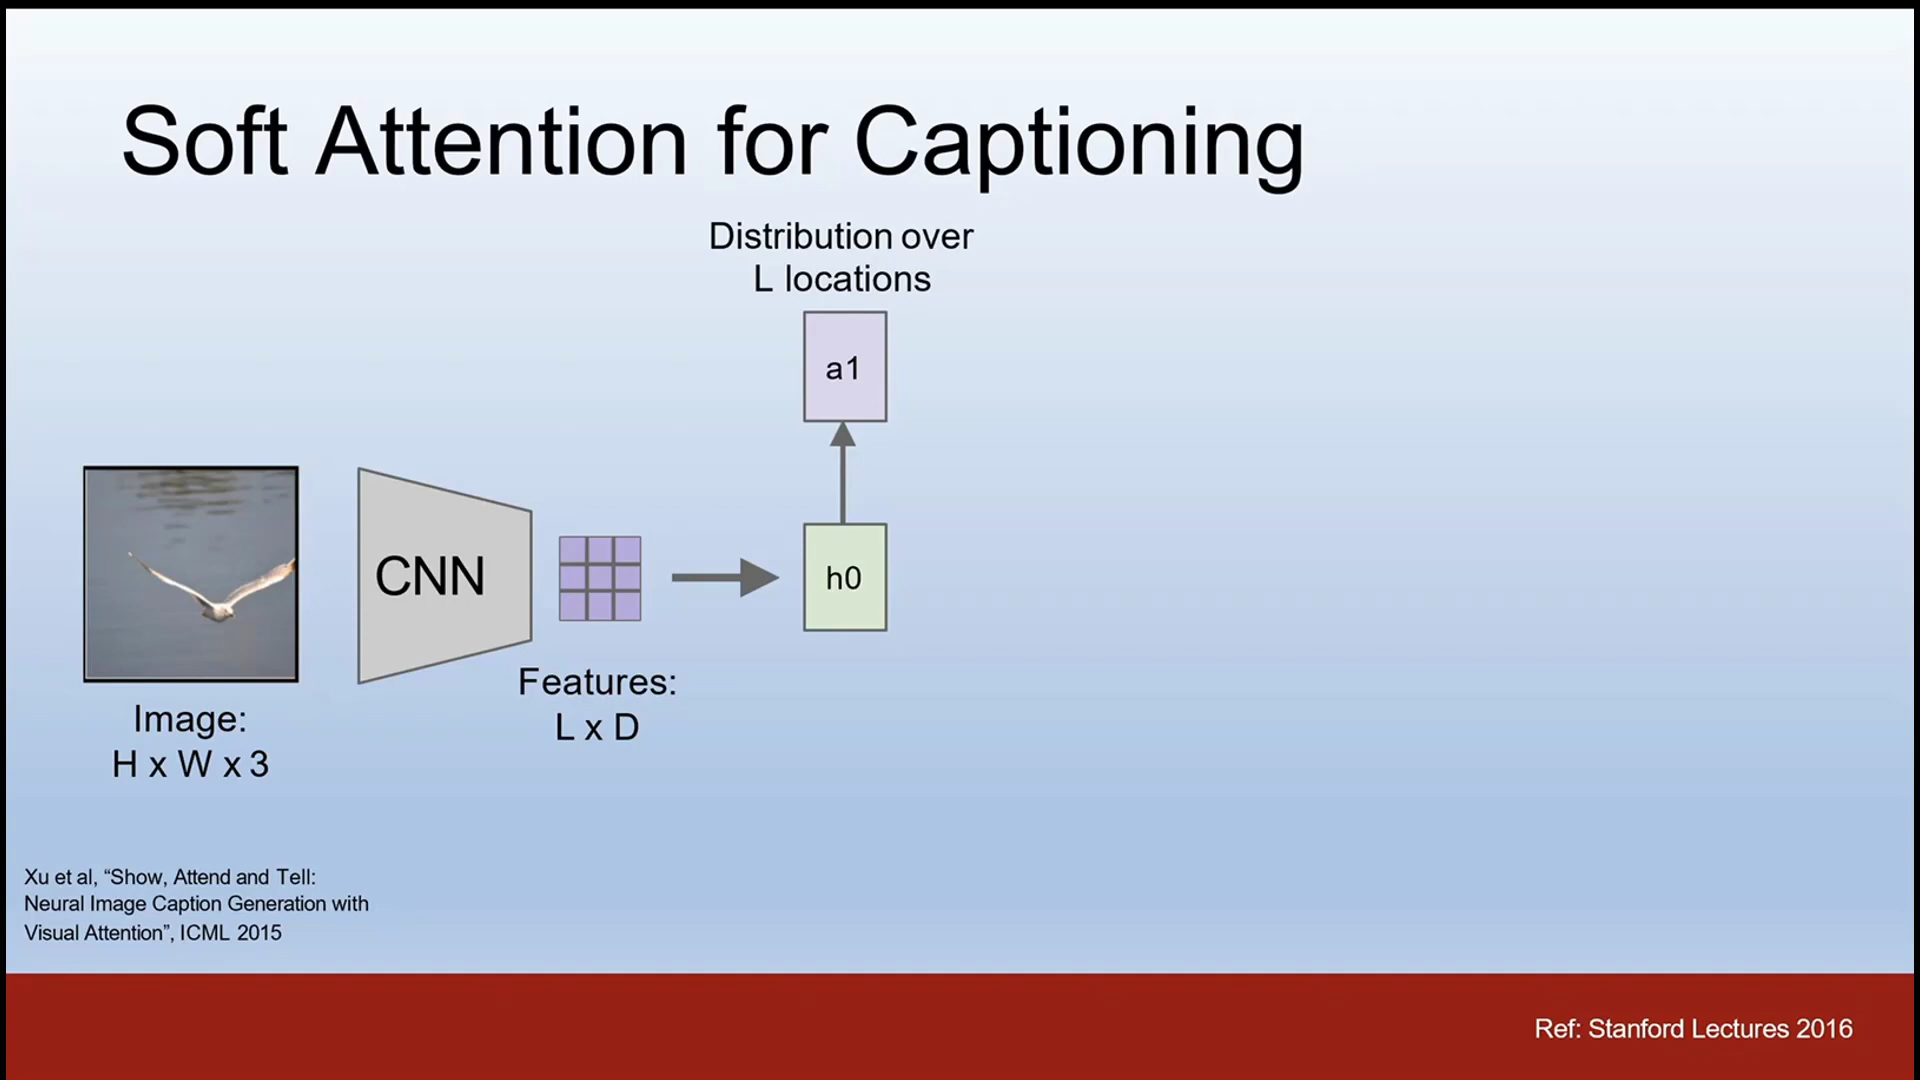 Soft Attention for Captioning
Distribution over
L locations
a1
CNN
h0
Features:
L x D
Image:
H x W x 3
Xu et al, “Show, Attend and Tell:
Neural Image Caption Generation with
Visual Attention”, ICML 2015
Ref: Stanford Lectures 2016